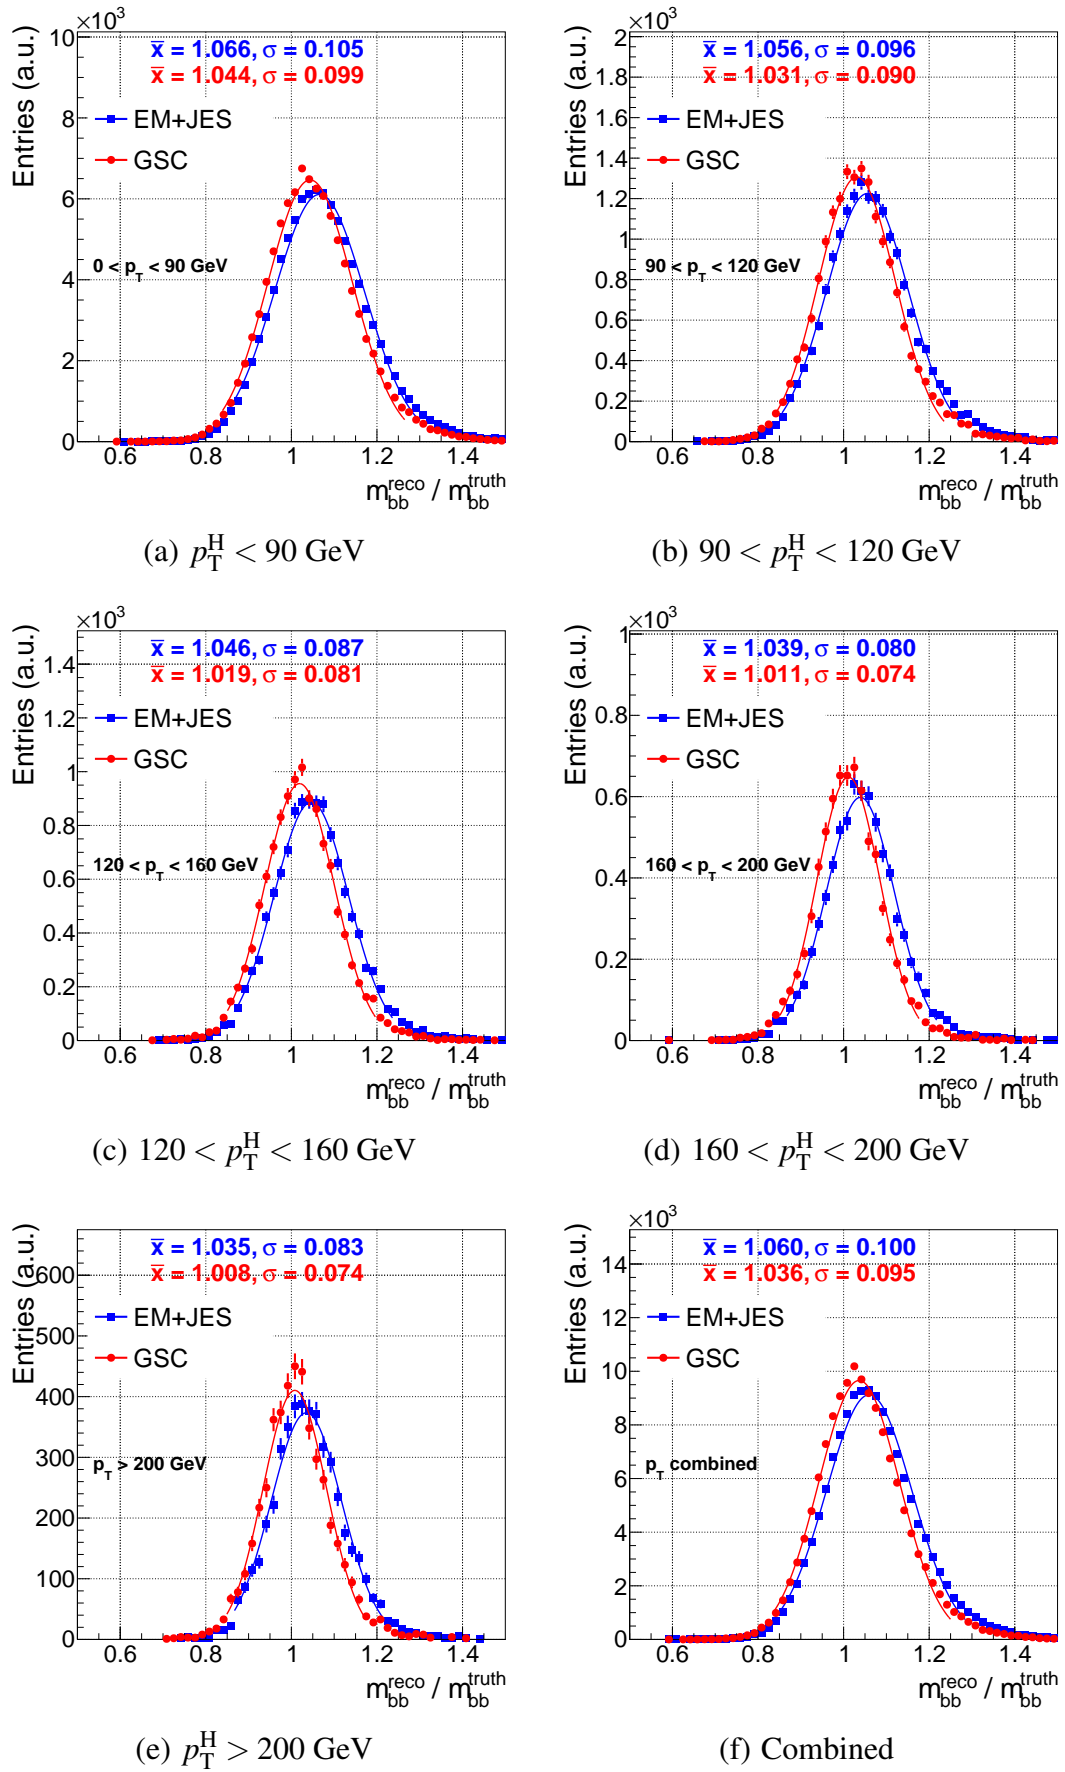 ×10³
Entries (a.u.)
x̄ = 1.066, σ = 0.105
x̄ = 1.044, σ = 0.099
EM+JES
GSC
0 < p_T < 90 GeV
10
8
6
4
2
0
0.6 0.8 1 1.2 1.4
m_bb^reco / m_bb^truth
(a) p_T^H < 90 GeV
×10³
Entries (a.u.)
x̄ = 1.056, σ = 0.096
x̄ = 1.031, σ = 0.090
EM+JES
GSC
90 < p_T < 120 GeV
2
1.8
1.6
1.4
1.2
1
0.8
0.6
0.4
0.2
0
0.6 0.8 1 1.2 1.4
m_bb^reco / m_bb^truth
(b) 90 < p_T^H < 120 GeV
×10³
Entries (a.u.)
x̄ = 1.046, σ = 0.087
x̄ = 1.019, σ = 0.081
EM+JES
GSC
120 < p_T < 160 GeV
1.4
1.2
1
0.8
0.6
0.4
0.2
0
0.6 0.8 1 1.2 1.4
m_bb^reco / m_bb^truth
(c) 120 < p_T^H < 160 GeV
×10³
Entries (a.u.)
x̄ = 1.039, σ = 0.080
x̄ = 1.011, σ = 0.074
EM+JES
GSC
160 < p_T < 200 GeV
1
0.8
0.6
0.4
0.2
0
0.6 0.8 1 1.2 1.4
m_bb^reco / m_bb^truth
(d) 160 < p_T^H < 200 GeV
Entries (a.u.)
x̄ = 1.035, σ = 0.083
x̄ = 1.008, σ = 0.074
EM+JES
GSC
p_T > 200 GeV
600
500
400
300
200
100
0
0.6 0.8 1 1.2 1.4
m_bb^reco / m_bb^truth
(e) p_T^H > 200 GeV
×10³
Entries (a.u.)
x̄ = 1.060, σ = 0.100
x̄ = 1.036, σ = 0.095
EM+JES
GSC
p_T combined
14
12
10
8
6
4
2
0
0.6 0.8 1 1.2 1.4
m_bb^reco / m_bb^truth
(f) Combined